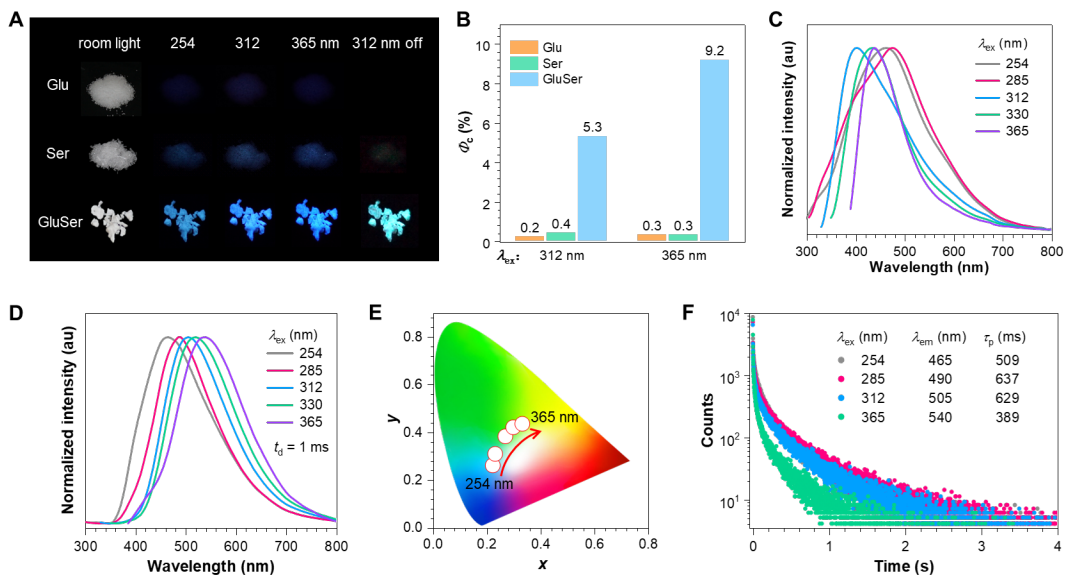 A
room light 254 312 365 nm 312 nm off
Glu
Ser
GluSer
B
Φc (%)
10
8
6
4
2
0
Glu
Ser
GluSer
0.2 0.4 5.3 0.3 0.3 9.2
λex: 312 nm 365 nm
C
Normalized intensity (au)
λex (nm)
254
285
312
330
365
300 400 500 600 700 800
Wavelength (nm)
D
Normalized intensity (au)
λex (nm)
254
285
312
330
365
td = 1 ms
300 400 500 600 700 800
Wavelength (nm)
E
y
0.8
0.6
0.4
0.2
0.0
365 nm
254 nm
0.0 0.2 0.4 0.6 0.8
x
F
Counts
10^4
10^3
10^2
10^1
λex (nm) λem (nm) τp (ms)
254 465 509
285 490 637
312 505 629
365 540 389
0 1 2 3 4
Time (s)